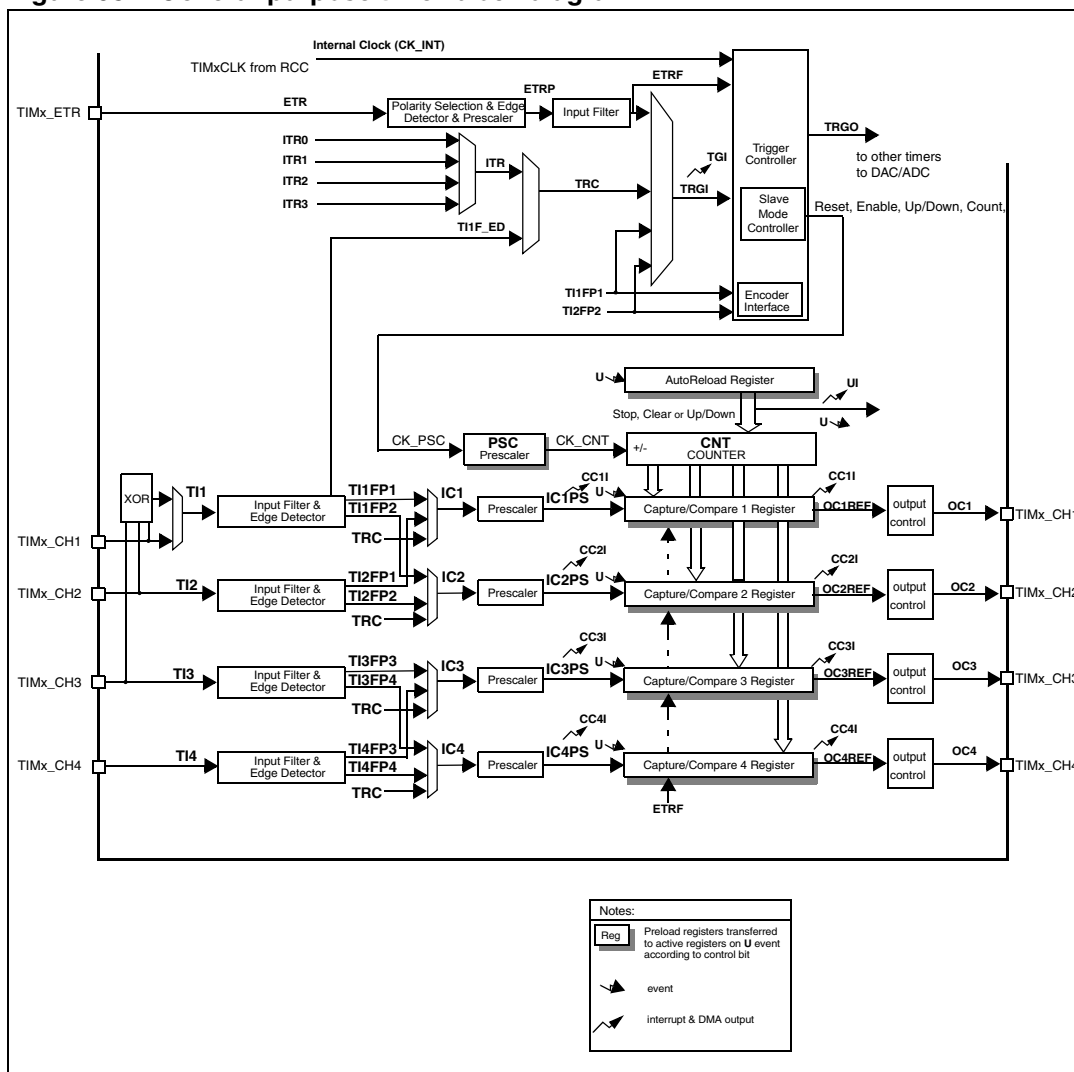 Internal Clock (CK_INT)
TIMxCLK from RCC
ETRF
ETRP
TIMx_ETR
ETR
Polarity Selection & Edge
Detector & Prescaler
Input Filter
ITR0
ITR1
ITR2
ITR3
ITR
TRC
TI1F_ED
TGI
TRGI
Trigger
Controller
TRGO
to other timers
to DAC/ADC
Slave
Mode
Controller
Reset, Enable, Up/Down, Count,
TI1FP1
TI2FP2
Encoder
Interface
U
AutoReload Register
UI
U
Stop, Clear or Up/Down
CK_PSC
PSC
Prescaler
CK_CNT
+/-
CNT
COUNTER
XOR
TI1
Input Filter &
Edge Detector
TI1FP1
TI1FP2
TRC
IC1
Prescaler
CC1I
IC1PS
U
Capture/Compare 1 Register
CC1I
OC1REF
output
control
OC1
TIMx_CH1
TIMx_CH1
TIMx_CH2
TI2
Input Filter &
Edge Detector
TI2FP1
TI2FP2
TRC
IC2
Prescaler
CC2I
IC2PS
U
Capture/Compare 2 Register
CC2I
OC2REF
output
control
OC2
TIMx_CH2
TIMx_CH3
TI3
Input Filter &
Edge Detector
TI3FP3
TI3FP4
TRC
IC3
Prescaler
CC3I
IC3PS
U
Capture/Compare 3 Register
CC3I
OC3REF
output
control
OC3
TIMx_CH3
TIMx_CH4
TI4
Input Filter &
Edge Detector
TI4FP3
TI4FP4
TRC
IC4
Prescaler
CC4I
IC4PS
U
Capture/Compare 4 Register
CC4I
OC4REF
output
control
OC4
TIMx_CH4
ETRF
Notes:
Reg
Preload registers transferred
to active registers on U event
according to control bit
event
interrupt & DMA output